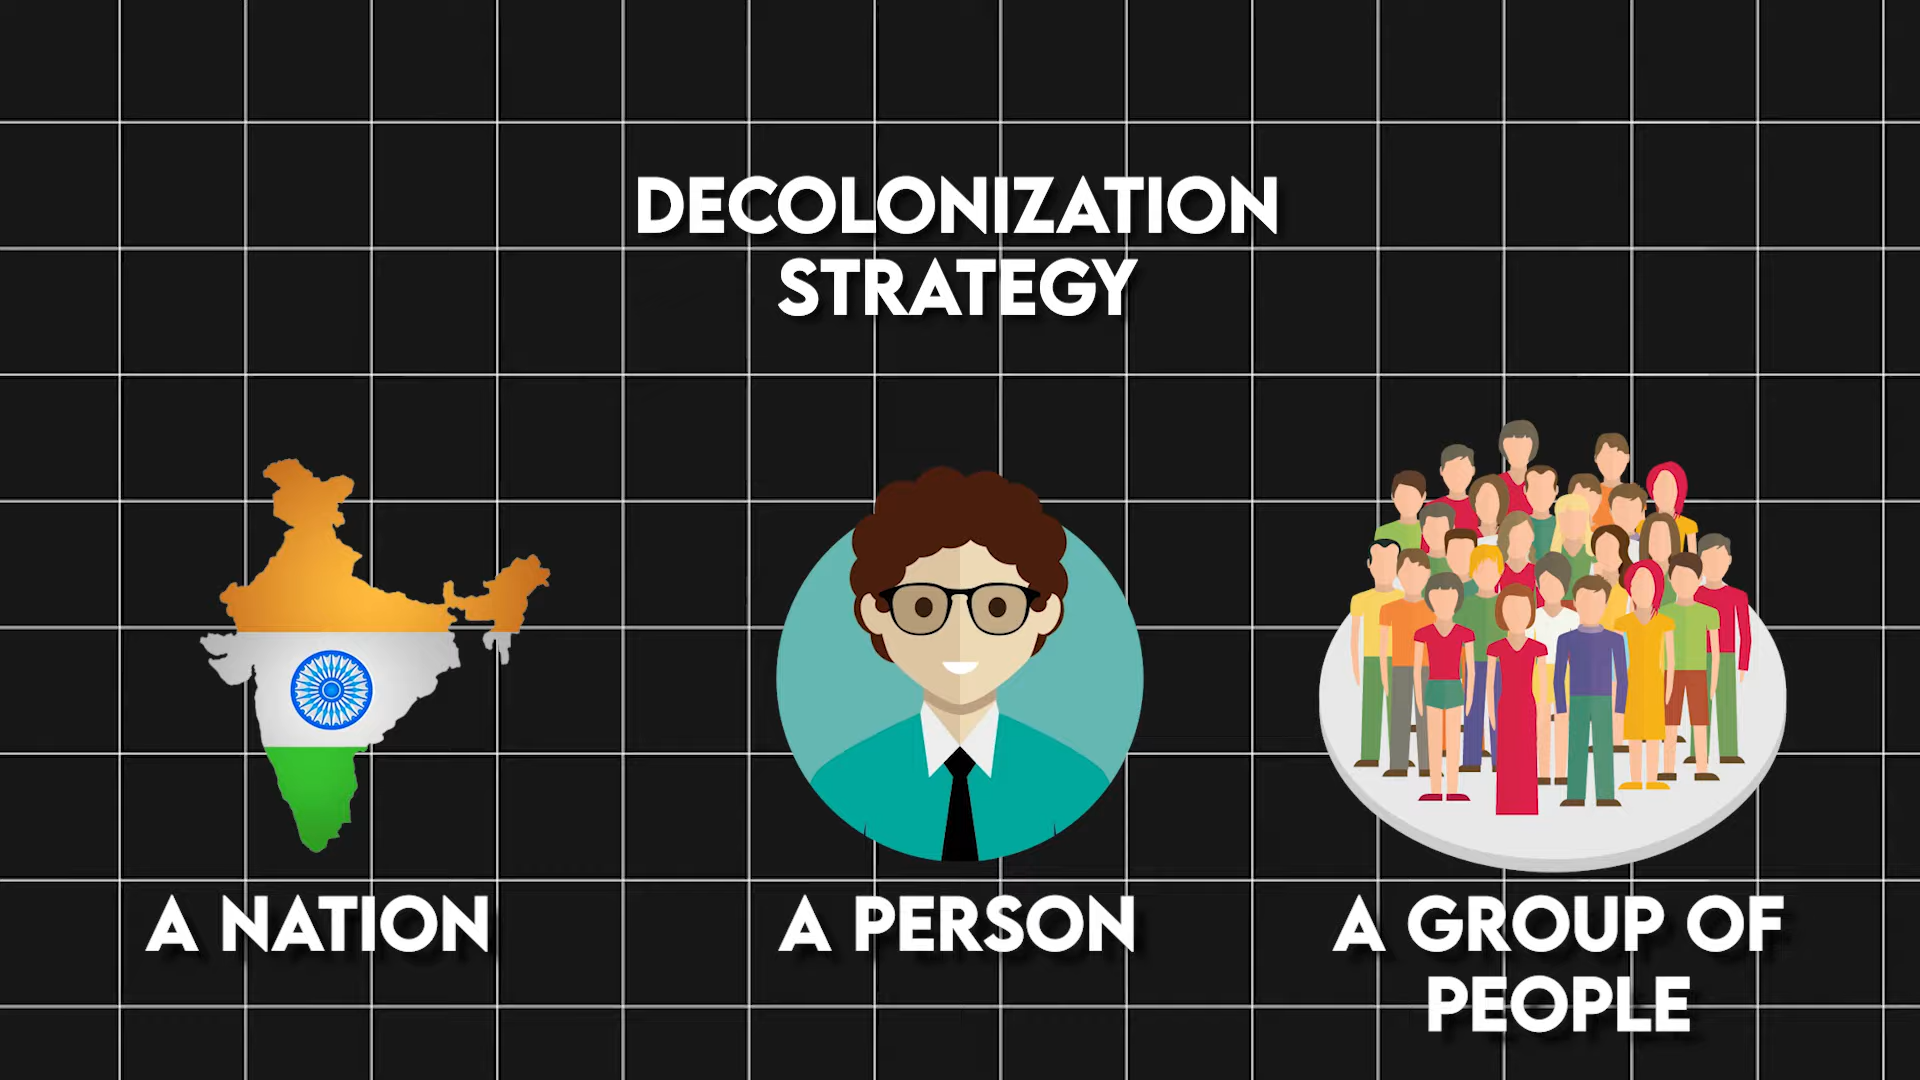 DECOLONIZATION
STRATEGY
A NATION
A PERSON
A GROUP OF
PEOPLE